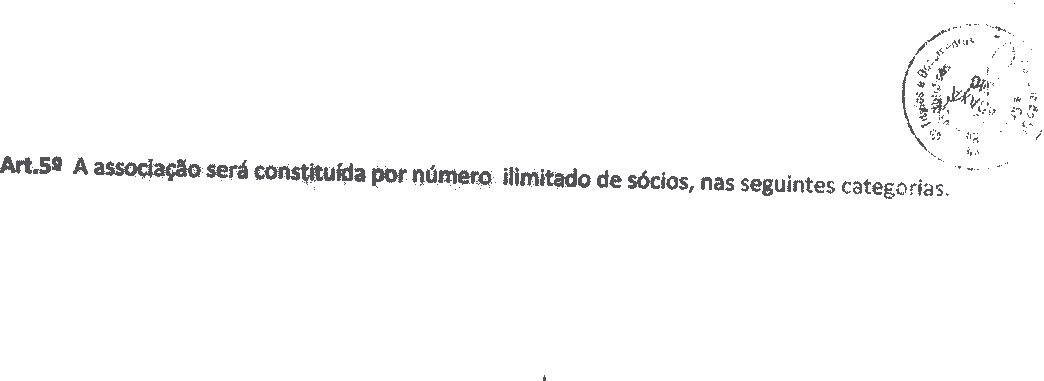 Art.5º A associação será constituída por número ilimitado de sócios, nas seguintes categorias.